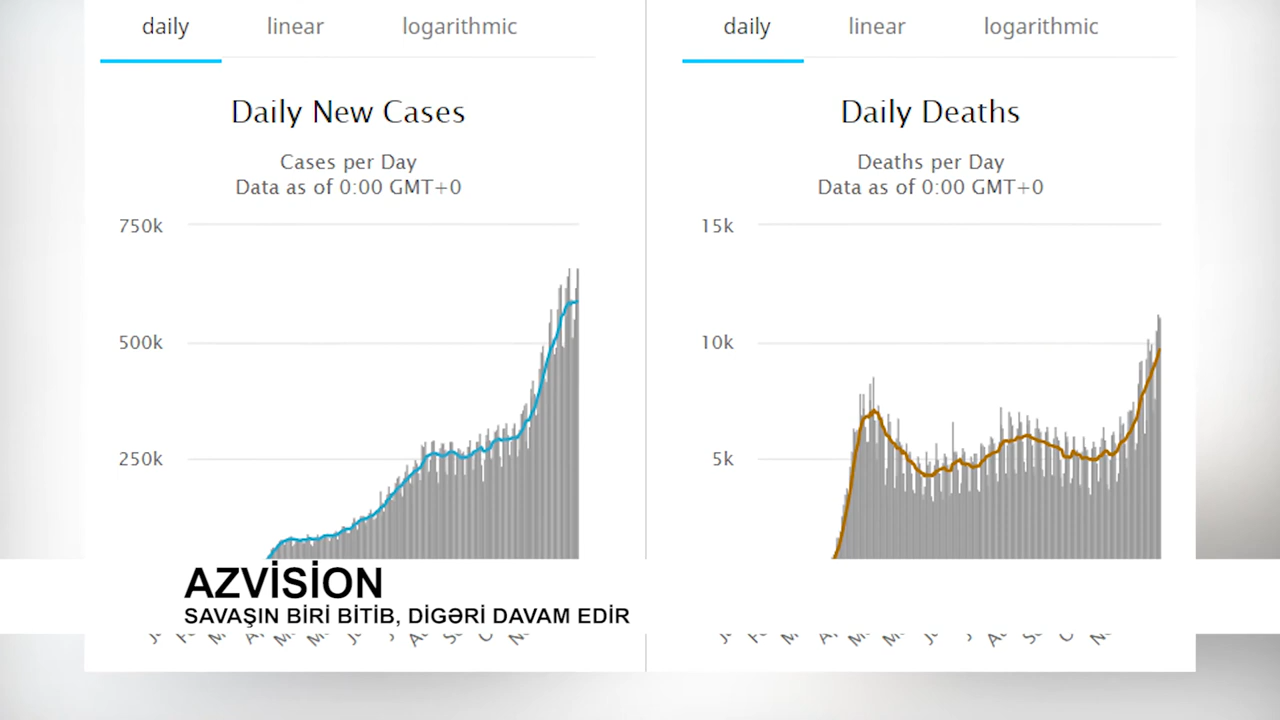 daily linear logarithmic
Daily New Cases
Cases per Day
Data as of 0:00 GMT+0
750k
500k
250k
daily linear logarithmic
Daily Deaths
Deaths per Day
Data as of 0:00 GMT+0
15k
10k
5k
AZVİSİON
SAVAŞIN BİRİ BİTİB, DİGƏRİ DAVAM EDİR